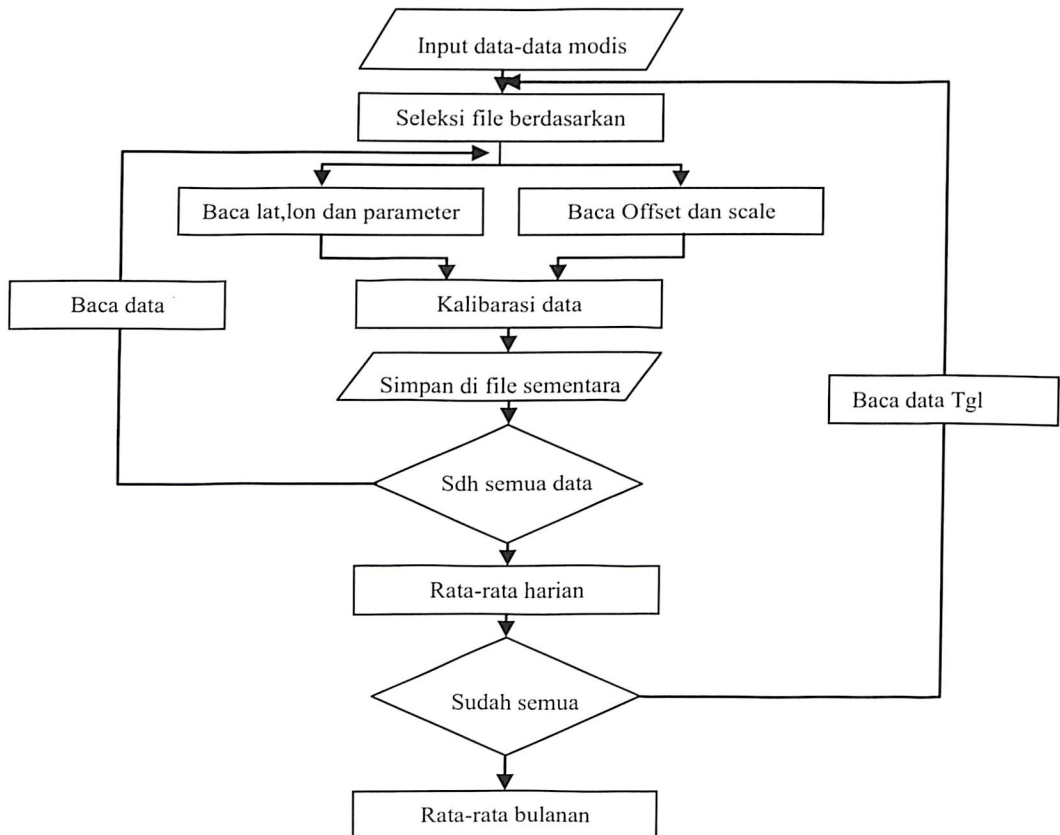 Input data-data modis
Seleksi file berdasarkan
Baca lat,lon dan parameter
Baca Offset dan scale
Baca data
Kalibarasi data
Simpan di file sementara
Baca data Tgl
Sdh semua data
Rata-rata harian
Sudah semua
Rata-rata bulanan